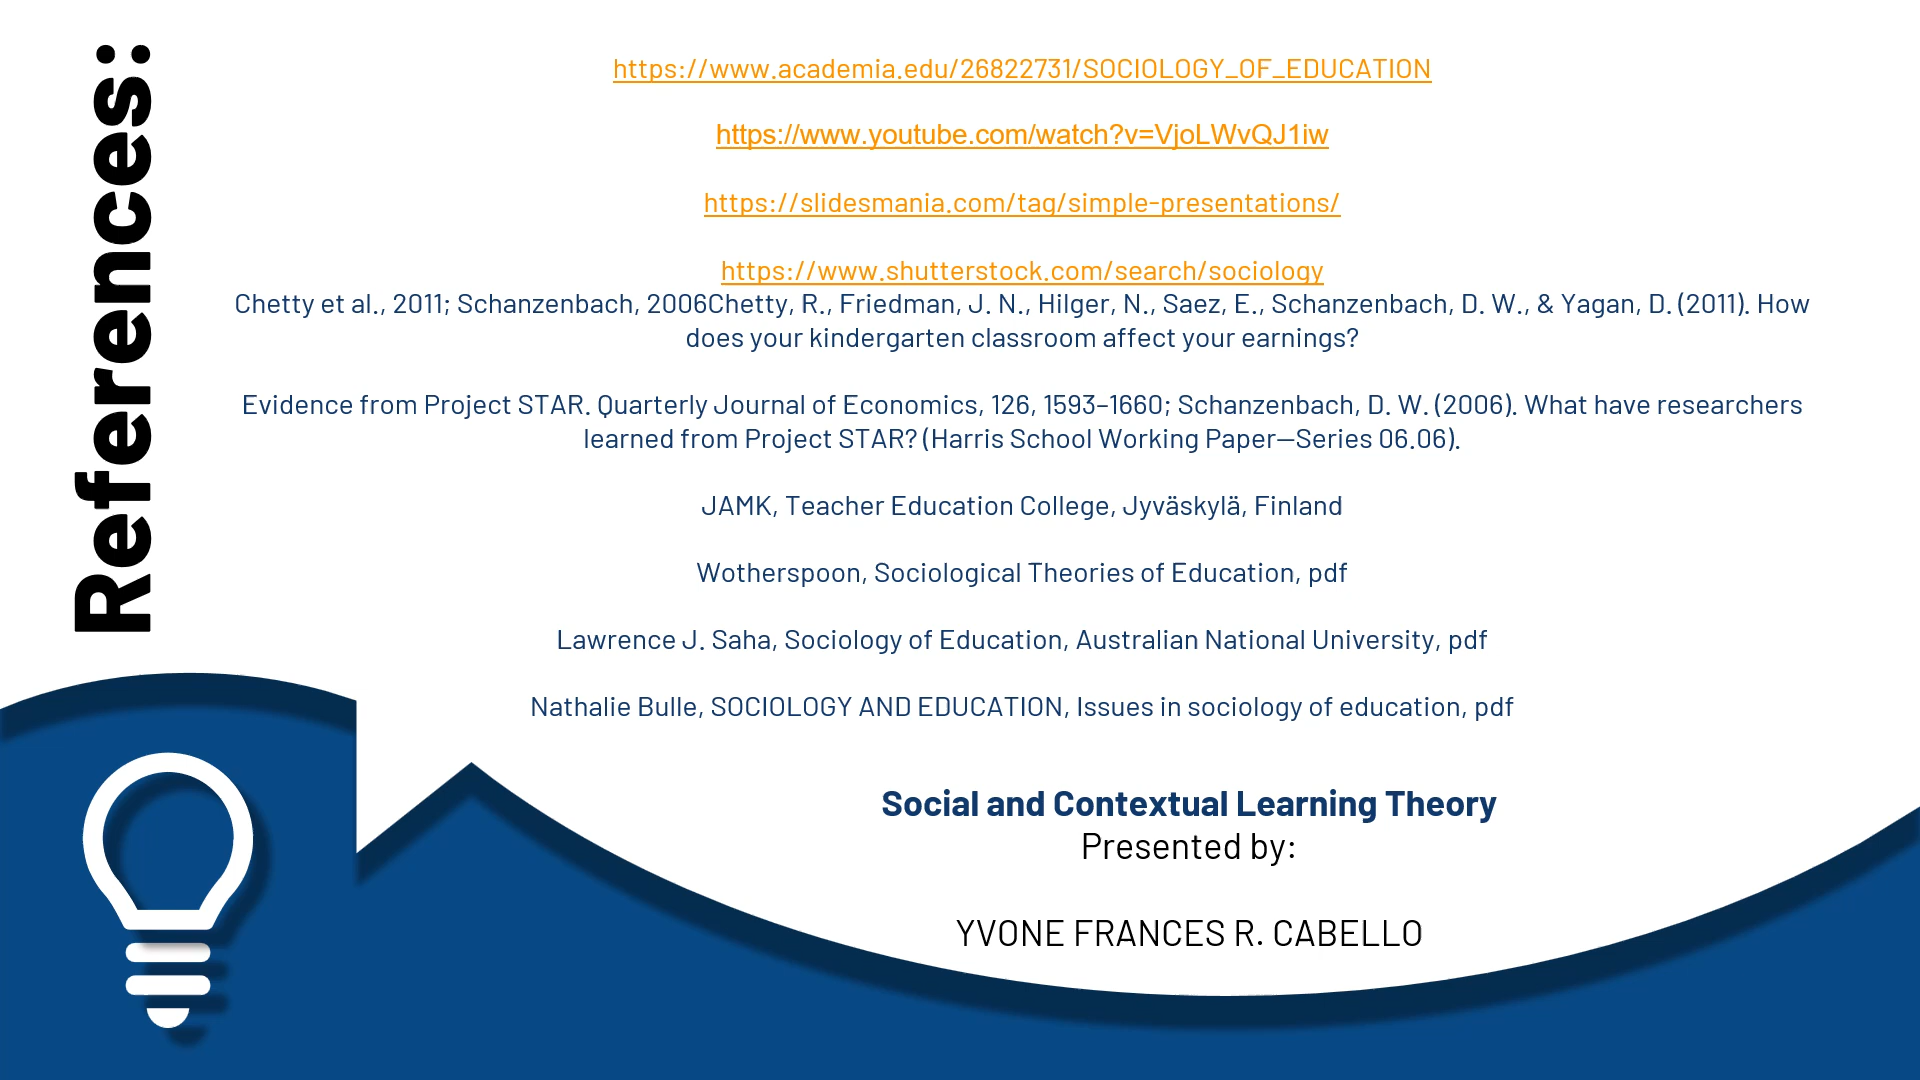 References:
https://www.academia.edu/26822731/SOCIOLOGY_OF_EDUCATION
https://www.youtube.com/watch?v=VjoLWvQJ1iw
https://slidesmania.com/tag/simple-presentations/
https://www.shutterstock.com/search/sociology
Chetty et al., 2011; Schanzenbach, 2006Chetty, R., Friedman, J. N., Hilger, N., Saez, E., Schanzenbach, D. W., & Yagan, D. (2011). How
does your kindergarten classroom affect your earnings?
Evidence from Project STAR. Quarterly Journal of Economics, 126, 1593–1660; Schanzenbach, D. W. (2006). What have researchers
learned from Project STAR? (Harris School Working Paper—Series 06.06).
JAMK, Teacher Education College, Jyväskylä, Finland
Wotherspoon, Sociological Theories of Education, pdf
Lawrence J. Saha, Sociology of Education, Australian National University, pdf
Nathalie Bulle, SOCIOLOGY AND EDUCATION, Issues in sociology of education, pdf
Social and Contextual Learning Theory
Presented by:
YVONE FRANCES R. CABELLO